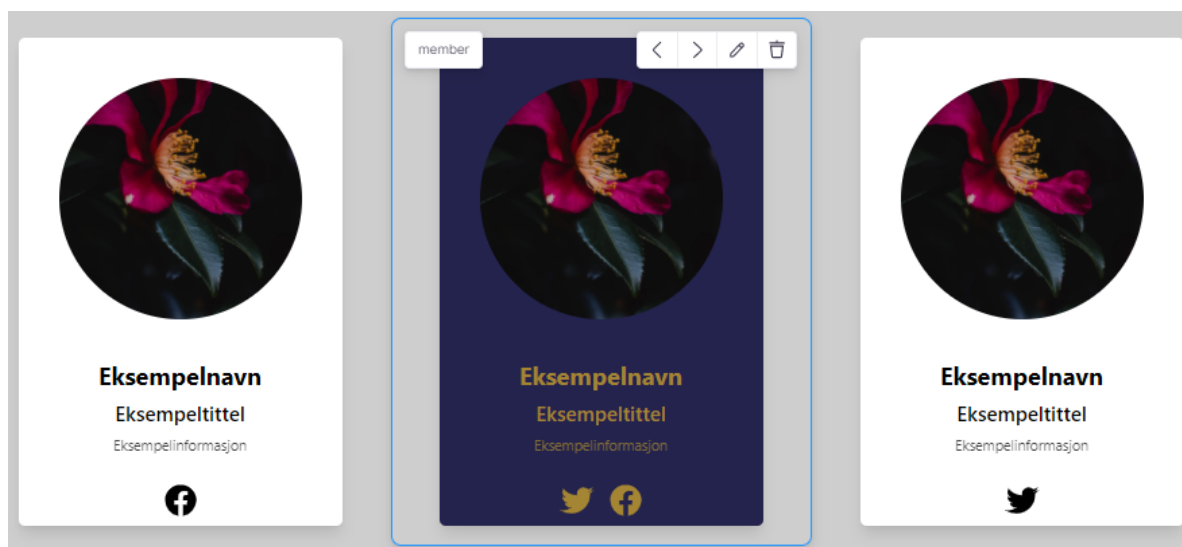 member
Eksempelnavn
Eksempeltittel
Eksempelinformasjon
Eksempelnavn
Eksempeltittel
Eksempelinformasjon
Eksempelnavn
Eksempeltittel
Eksempelinformasjon